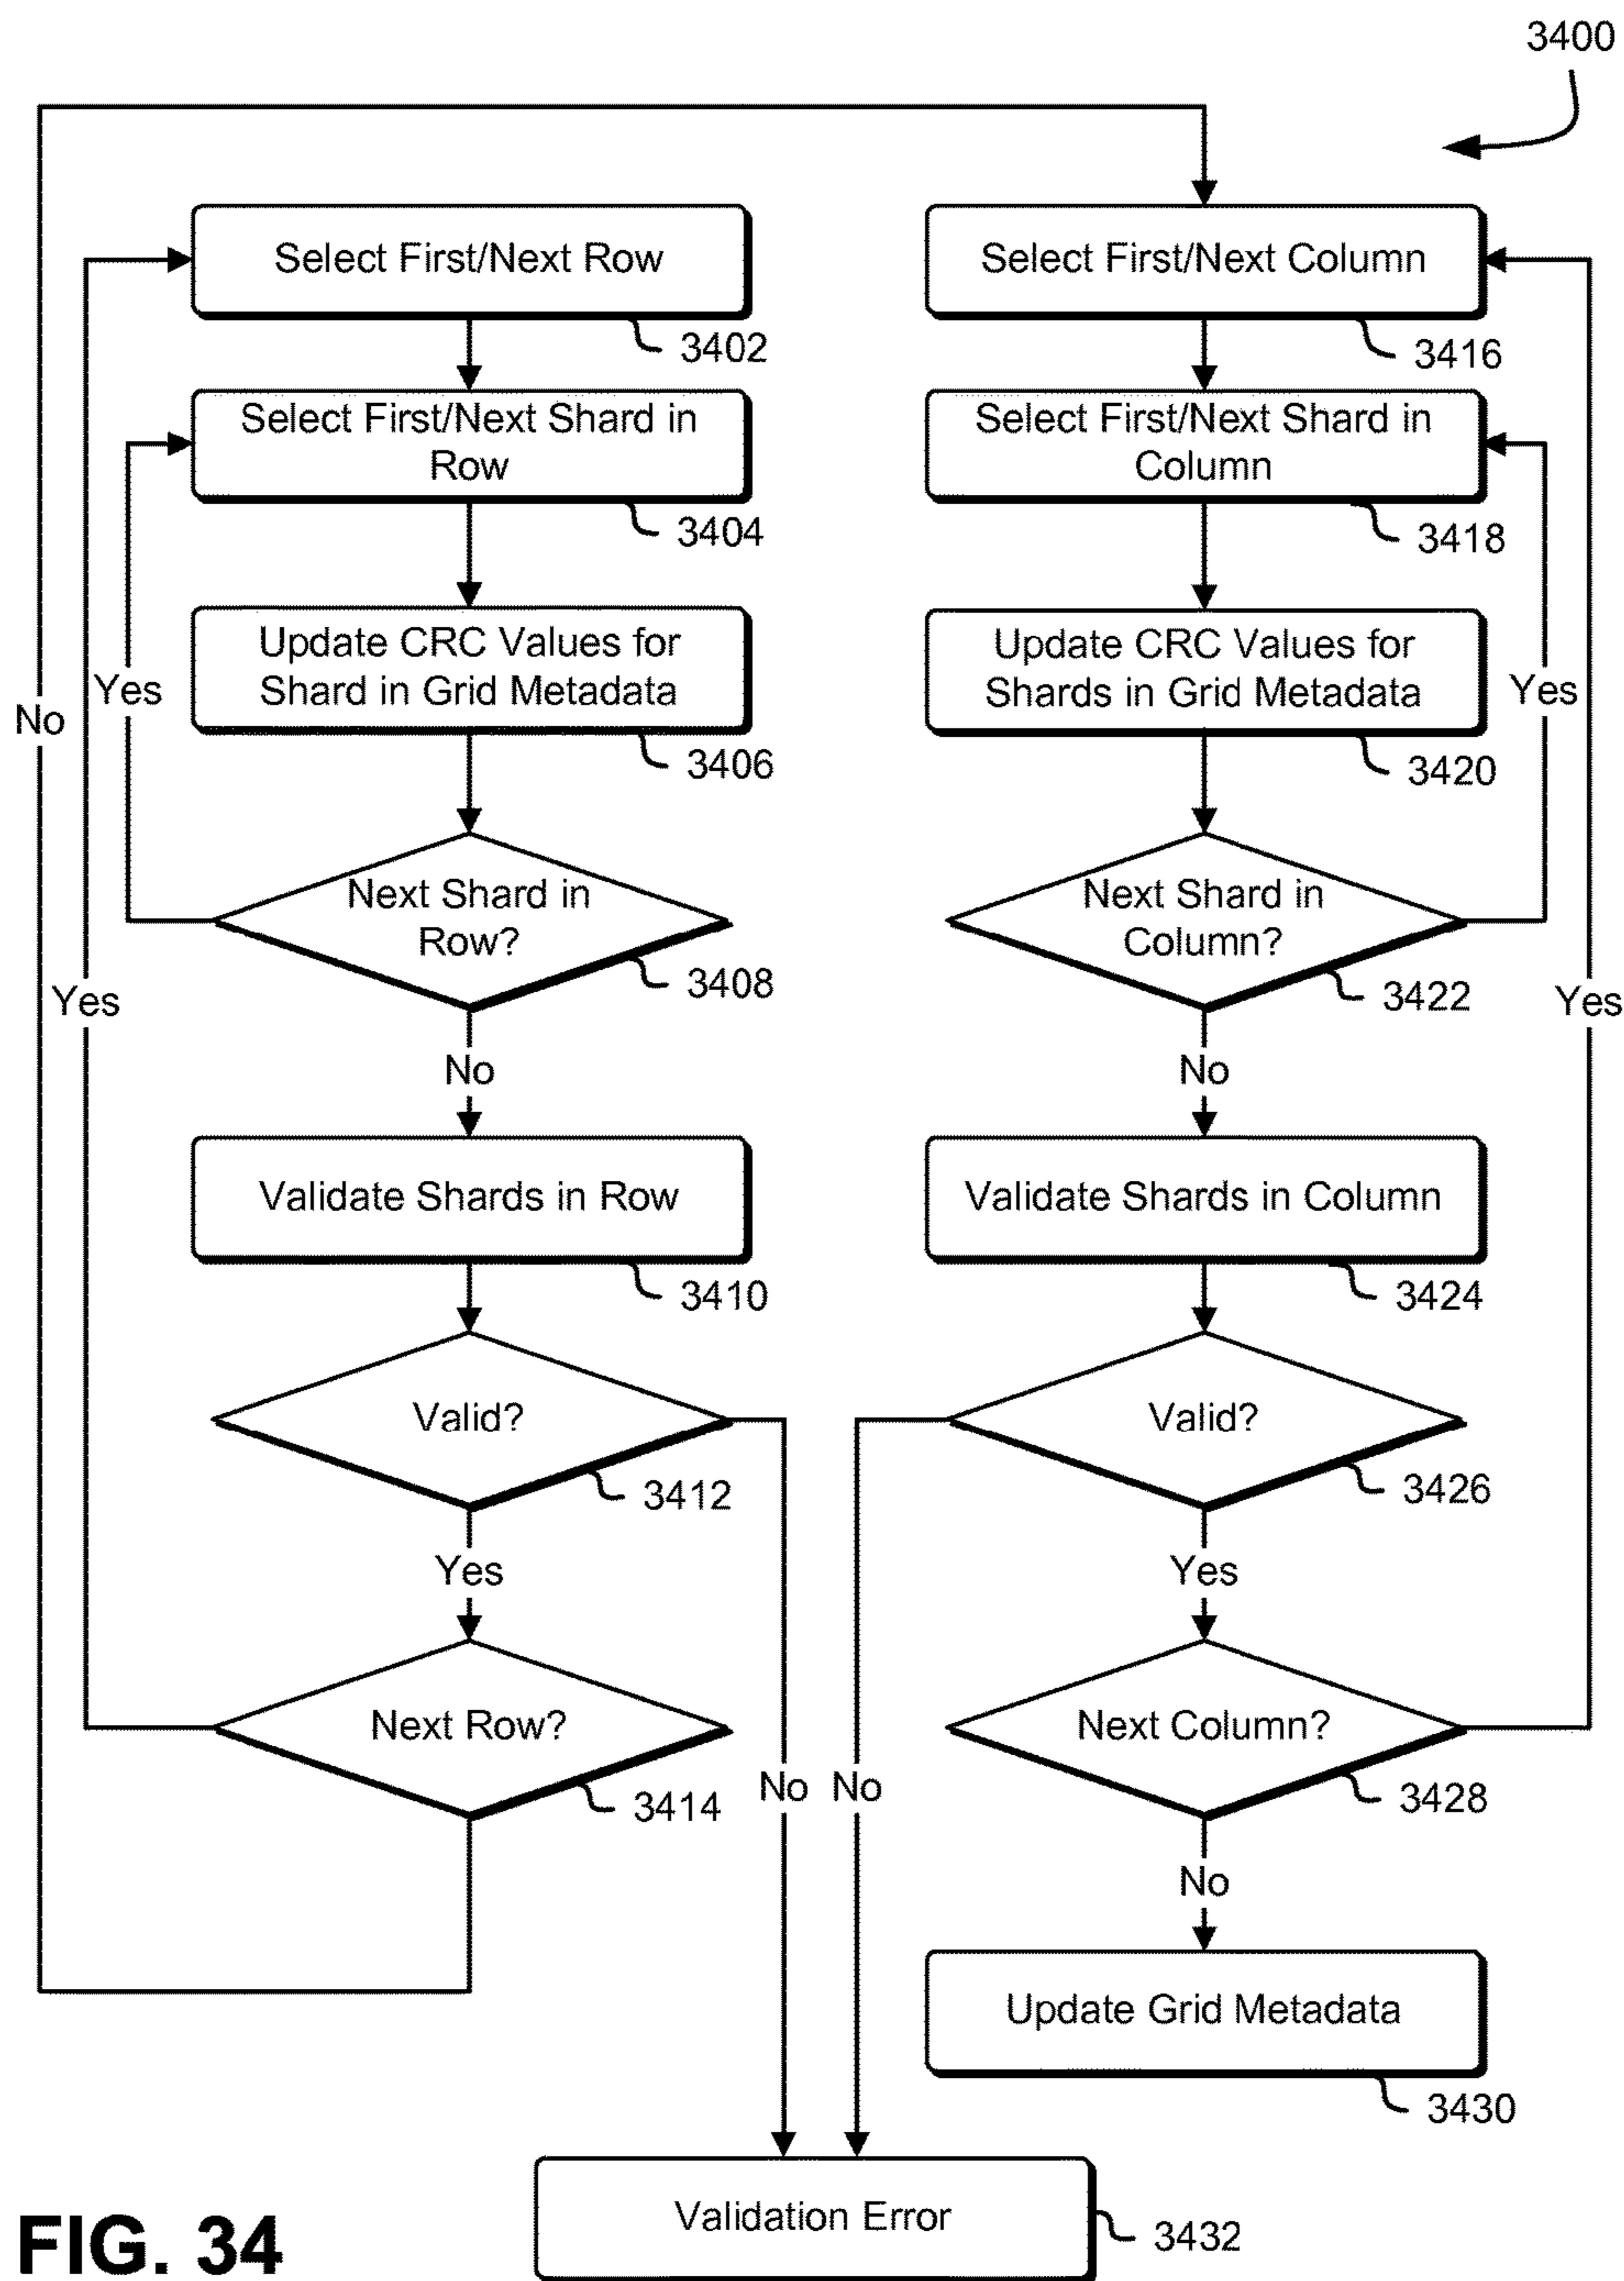 3400
Select First/Next Row
3402
Select First/Next Shard in
Row
3404
Update CRC Values for
Shard in Grid Metadata
3406
Next Shard in
Row?
3408
Yes
No
Validate Shards in Row
3410
Valid?
3412
Yes
No
Next Row?
3414
Yes
No
Select First/Next Column
3416
Select First/Next Shard in
Column
3418
Update CRC Values for
Shards in Grid Metadata
3420
Next Shard in
Column?
3422
Yes
No
Validate Shards in Column
3424
Valid?
3426
Yes
No
Next Column?
3428
Yes
No
Update Grid Metadata
3430
Validation Error
3432
FIG. 34